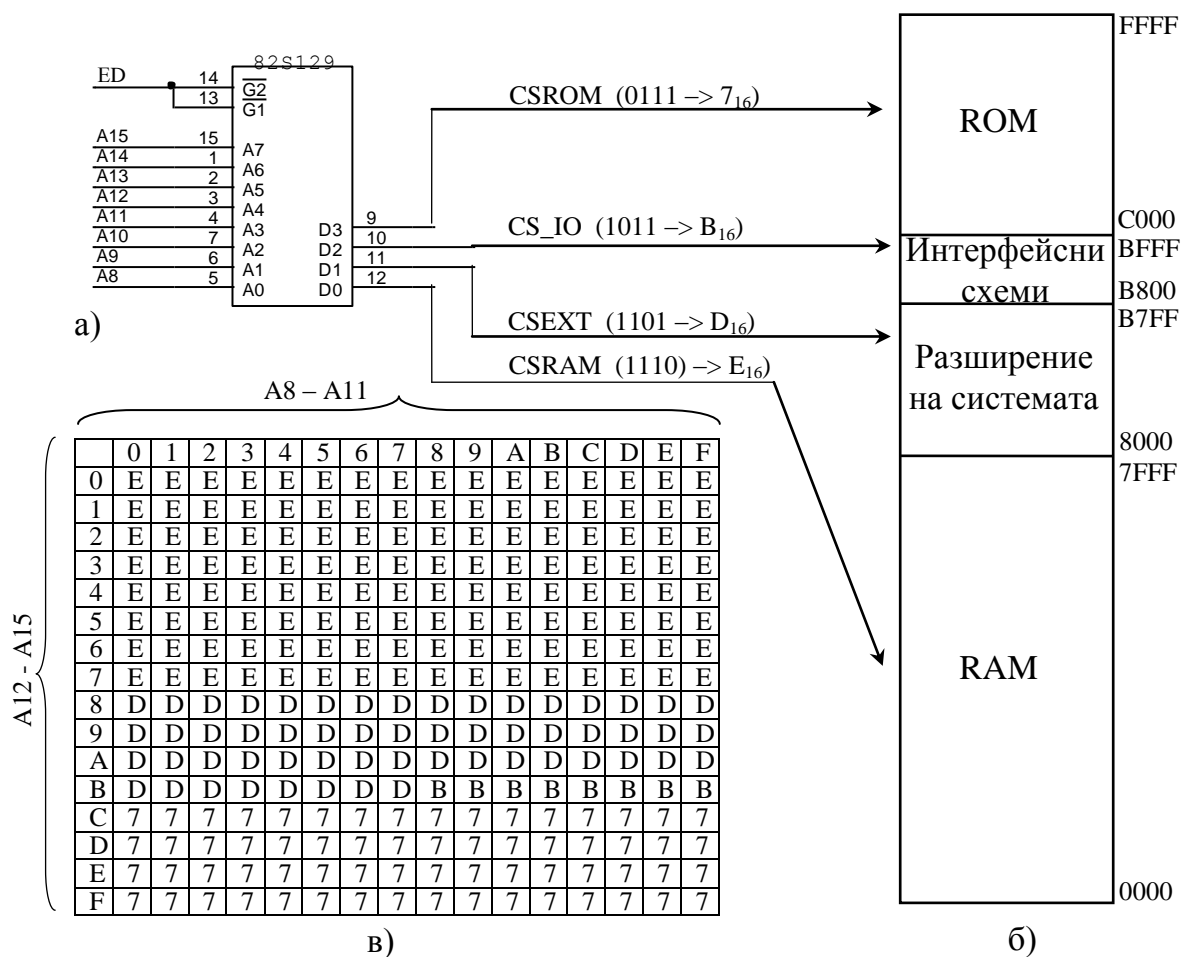 82S129
ED
14
G2
13
G1
A15 15 A7
A14 1 A6
A13 2 A5
A12 3 A4
A11 4 A3
A10 7 A2
A9 6 A1
A8 5 A0
D3 9
D2 10
D1 11
D0 12
CSROM (0111 –> 7₁₆)
CS_IO (1011 –> B₁₆)
CSEXT (1101 –> D₁₆)
CSRAM (1110) –> E₁₆)
а)
FFFF
ROM
C000
Интерфейсни
схеми
BFFF
B800
B7FF
Разширение
на системата
8000
7FFF
RAM
0000
б)
A8 – A11
A12 - A15
0 1 2 3 4 5 6 7 8 9 A B C D E F
0 E E E E E E E E E E E E E E E E
1 E E E E E E E E E E E E E E E E
2 E E E E E E E E E E E E E E E E
3 E E E E E E E E E E E E E E E E
4 E E E E E E E E E E E E E E E E
5 E E E E E E E E E E E E E E E E
6 E E E E E E E E E E E E E E E E
7 E E E E E E E E E E E E E E E E
8 D D D D D D D D D D D D D D D D
9 D D D D D D D D D D D D D D D D
A D D D D D D D D D D D D D D D D
B D D D D D D D D B B B B B B B B
C 7 7 7 7 7 7 7 7 7 7 7 7 7 7 7 7
D 7 7 7 7 7 7 7 7 7 7 7 7 7 7 7 7
E 7 7 7 7 7 7 7 7 7 7 7 7 7 7 7 7
F 7 7 7 7 7 7 7 7 7 7 7 7 7 7 7 7
в)